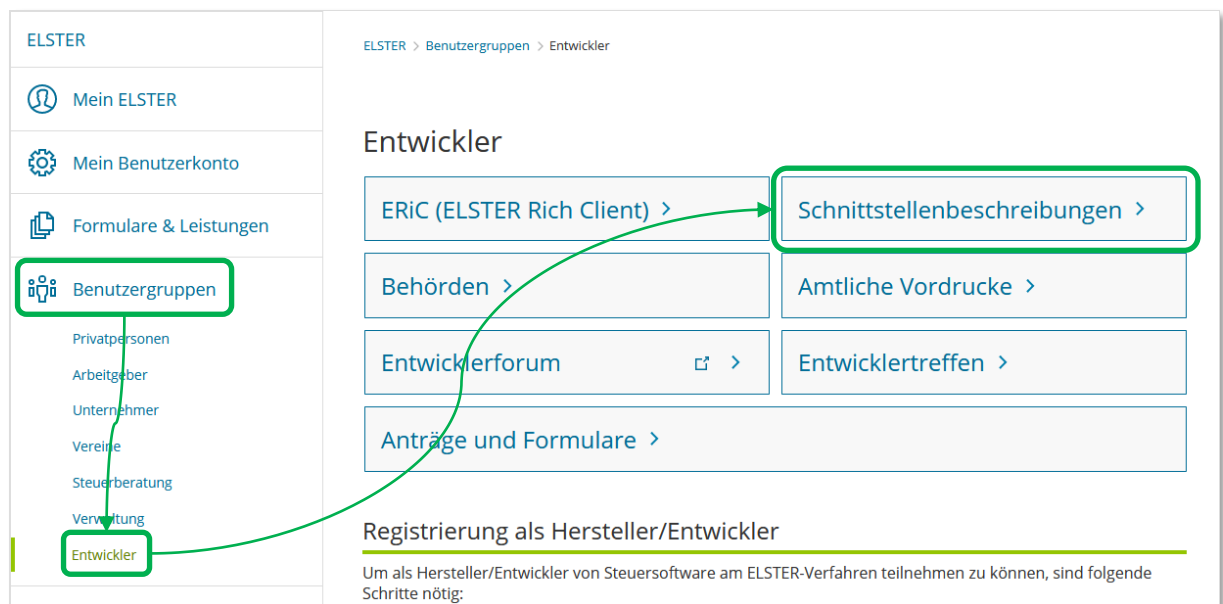 ELSTER
Mein ELSTER
Mein Benutzerkonto
Formulare & Leistungen
Benutzergruppen
Privatpersonen
Arbeitgeber
Unternehmer
Vereine
Steuerberatung
Verwaltung
Entwickler
ELSTER > Benutzergruppen > Entwickler
Entwickler
ERiC (ELSTER Rich Client) >
Schnittstellenbeschreibungen >
Behörden >
Amtliche Vordrucke >
Entwicklerforum >
Entwicklertreffen >
Anträge und Formulare >
Registrierung als Hersteller/Entwickler
Um als Hersteller/Entwickler von Steuersoftware am ELSTER-Verfahren teilnehmen zu können, sind folgende
Schritte nötig: